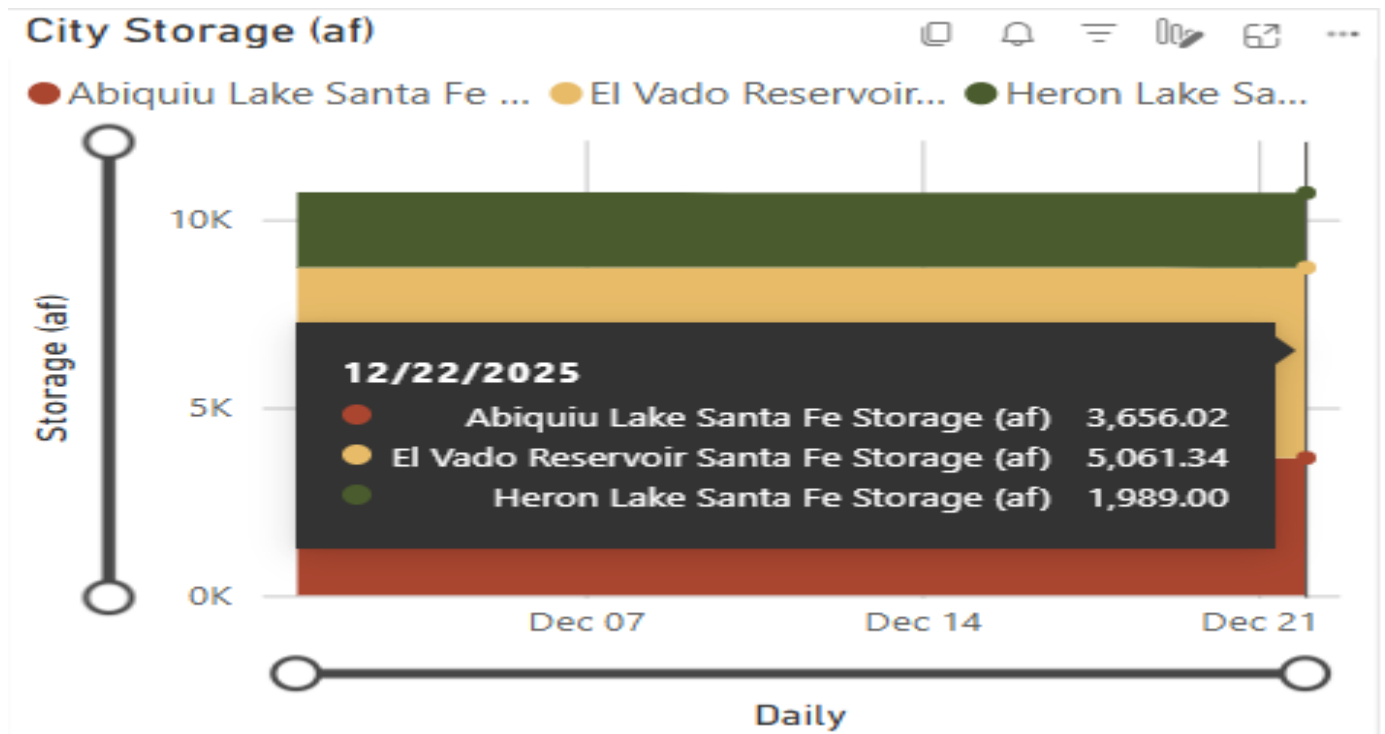 City Storage (af)
Abiquiu Lake Santa Fe ... El Vado Reservoir... Heron Lake Sa...
Storage (af)
10K
5K
0K
12/22/2025
Abiquiu Lake Santa Fe Storage (af) 3,656.02
El Vado Reservoir Santa Fe Storage (af) 5,061.34
Heron Lake Santa Fe Storage (af) 1,989.00
Dec 07 Dec 14 Dec 21
Daily